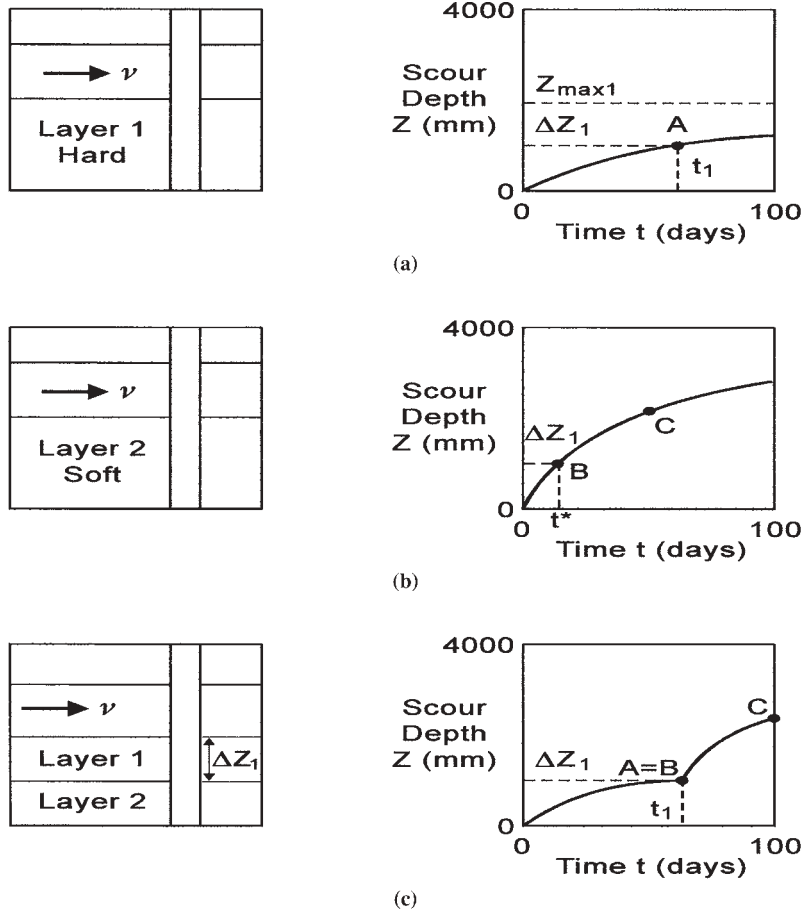 ν
Layer 1
Hard
4000
Scour
Depth
Z (mm)
Zmax1
ΔZ1
A
t1
0
0
100
Time t (days)
(a)
ν
Layer 2
Soft
4000
Scour
Depth
Z (mm)
ΔZ1
B
C
0
t*
0
100
Time t (days)
(b)
ν
Layer 1
ΔZ1
Layer 2
4000
Scour
Depth
Z (mm)
C
ΔZ1
A=B
t1
0
0
100
Time t (days)
(c)